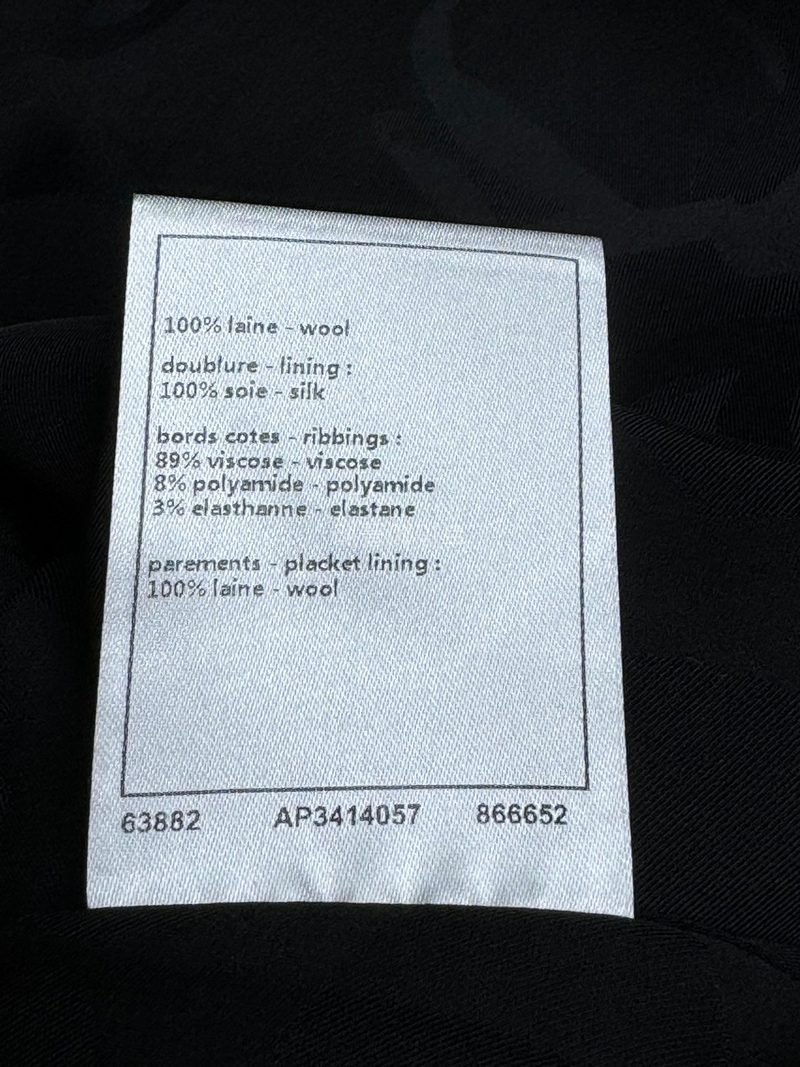 100% laine - wool
doublure - lining :
100% soie - silk
bords cotes - ribbings :
89% viscose - viscose
8% polyamide - polyamide
3% elasthanne - elastane
parements - placket lining :
100% laine - wool
63882 AP3414057 866652